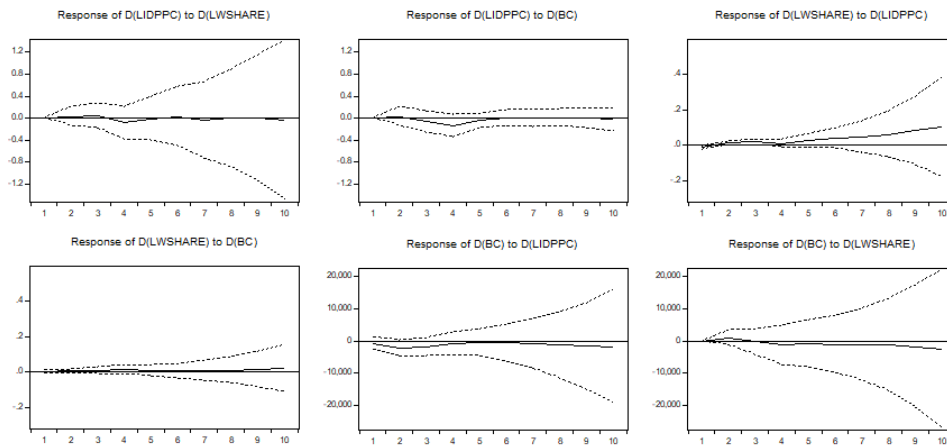 Response of D(LIDPPC) to D(LWSHARE)
Response of D(LIDPPC) to D(BC)
Response of D(LWSHARE) to D(LIDPPC)
1.2
0.8
0.4
0.0
-0.4
-0.8
-1.2
1 2 3 4 5 6 7 8 9 10
1.2
0.8
0.4
0.0
-0.4
-0.8
-1.2
1 2 3 4 5 6 7 8 9 10
.4
.2
.0
-.2
1 2 3 4 5 6 7 8 9 10
Response of D(LWSHARE) to D(BC)
Response of D(BC) to D(LIDPPC)
Response of D(BC) to D(LWSHARE)
.4
.2
.0
-.2
1 2 3 4 5 6 7 8 9 10
20,000
10,000
0
-10,000
-20,000
1 2 3 4 5 6 7 8 9 10
20,000
10,000
0
-10,000
-20,000
1 2 3 4 5 6 7 8 9 10